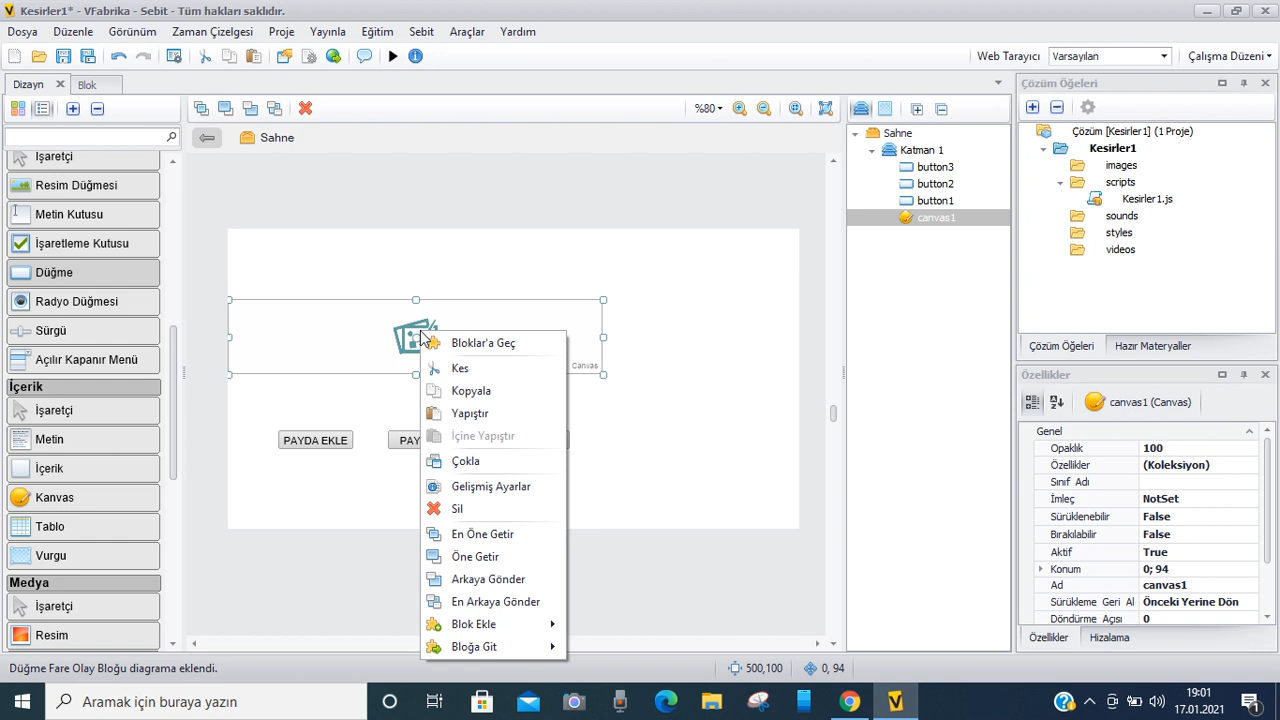 Kesirler1* - VFabrika - Sebit - Tüm hakları saklıdır.
Dosya Düzenle Görünüm Zaman Çizelgesi Proje Yayınla Eğitim Sebit Araçlar Yardım
Web Tarayıcı Varsayılan Çalışma Düzeni
Dizayn Blok
%80
Sahne
İşaretçi
Resim Düğmesi
Metin Kutusu
İşaretleme Kutusu
Düğme
Radyo Düğmesi
Sürgü
Açılır Kapanır Menü
İçerik
İşaretçi
Metin
İçerik
Kanvas
Tablo
Vurgu
Medya
İşaretçi
Resim
Canvas
PAYDA EKLE
PAY
Bloklar'a Geç
Kes
Kopyala
Yapıştır
İçine Yapıştır
Çokla
Gelişmiş Ayarlar
Sil
En Öne Getir
Öne Getir
Arkaya Gönder
En Arkaya Gönder
Blok Ekle
Bloğa Git
Sahne
Katman 1
button3
button2
button1
canvas1
Çözüm Öğeleri
Çözüm [Kesirler1] (1 Proje)
Kesirler1
images
scripts
Kesirler1.js
sounds
styles
videos
Çözüm Öğeleri Hazır Materyaller
Özellikler
canvas1 (Canvas)
Genel
Opaklık 100
Özellikler (Koleksiyon)
Sınıf Adı
İmleç NotSet
Sürüklenebilir False
Bırakılabilir False
Aktif True
Konum 0; 94
Ad canvas1
Sürükleme Geri Al Önceki Yerine Dön
Döndürme Açısı 0
Özellikler Hizalama
Düğme Fare Olay Bloğu diagrama eklendi.
500,100 0, 94
Aramak için buraya yazın
19:01
17.01.2021
1